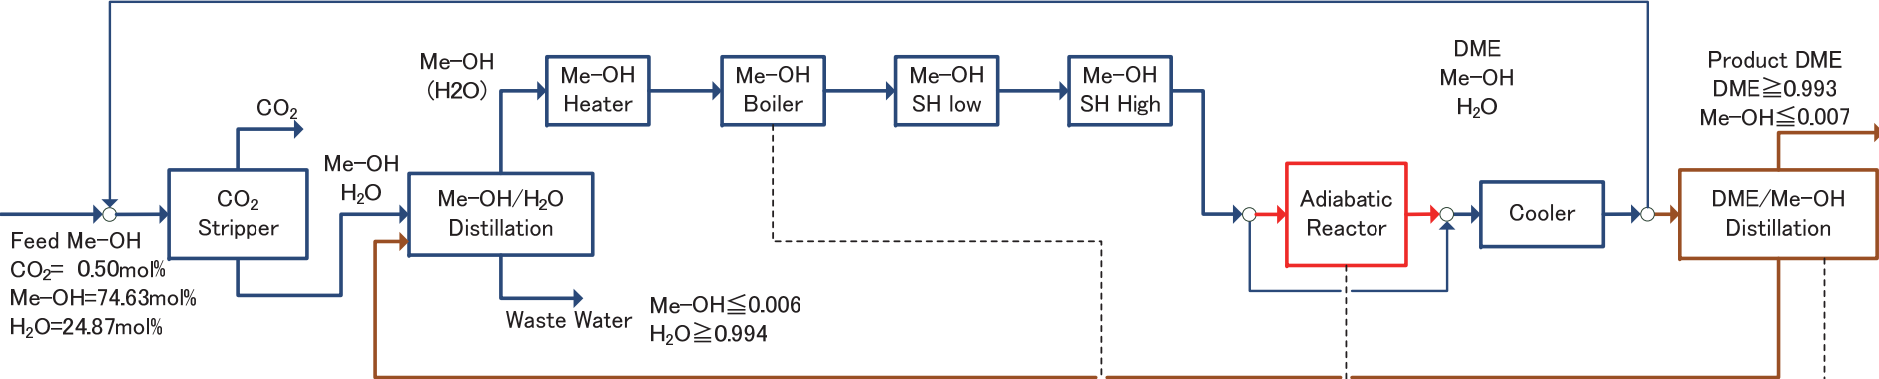 Feed Me-OH
CO₂= 0.50mol%
Me-OH=74.63mol%
H₂O=24.87mol%
CO₂
CO₂
Stripper
Me-OH
H₂O
Me-OH/H₂O
Distillation
Waste Water
Me-OH≦0.006
H₂O≧0.994
Me-OH
(H2O)
Me-OH
Heater
Me-OH
Boiler
Me-OH
SH low
Me-OH
SH High
Adiabatic
Reactor
DME
Me-OH
H₂O
Cooler
Product DME
DME≧0.993
Me-OH≦0.007
DME/Me-OH
Distillation